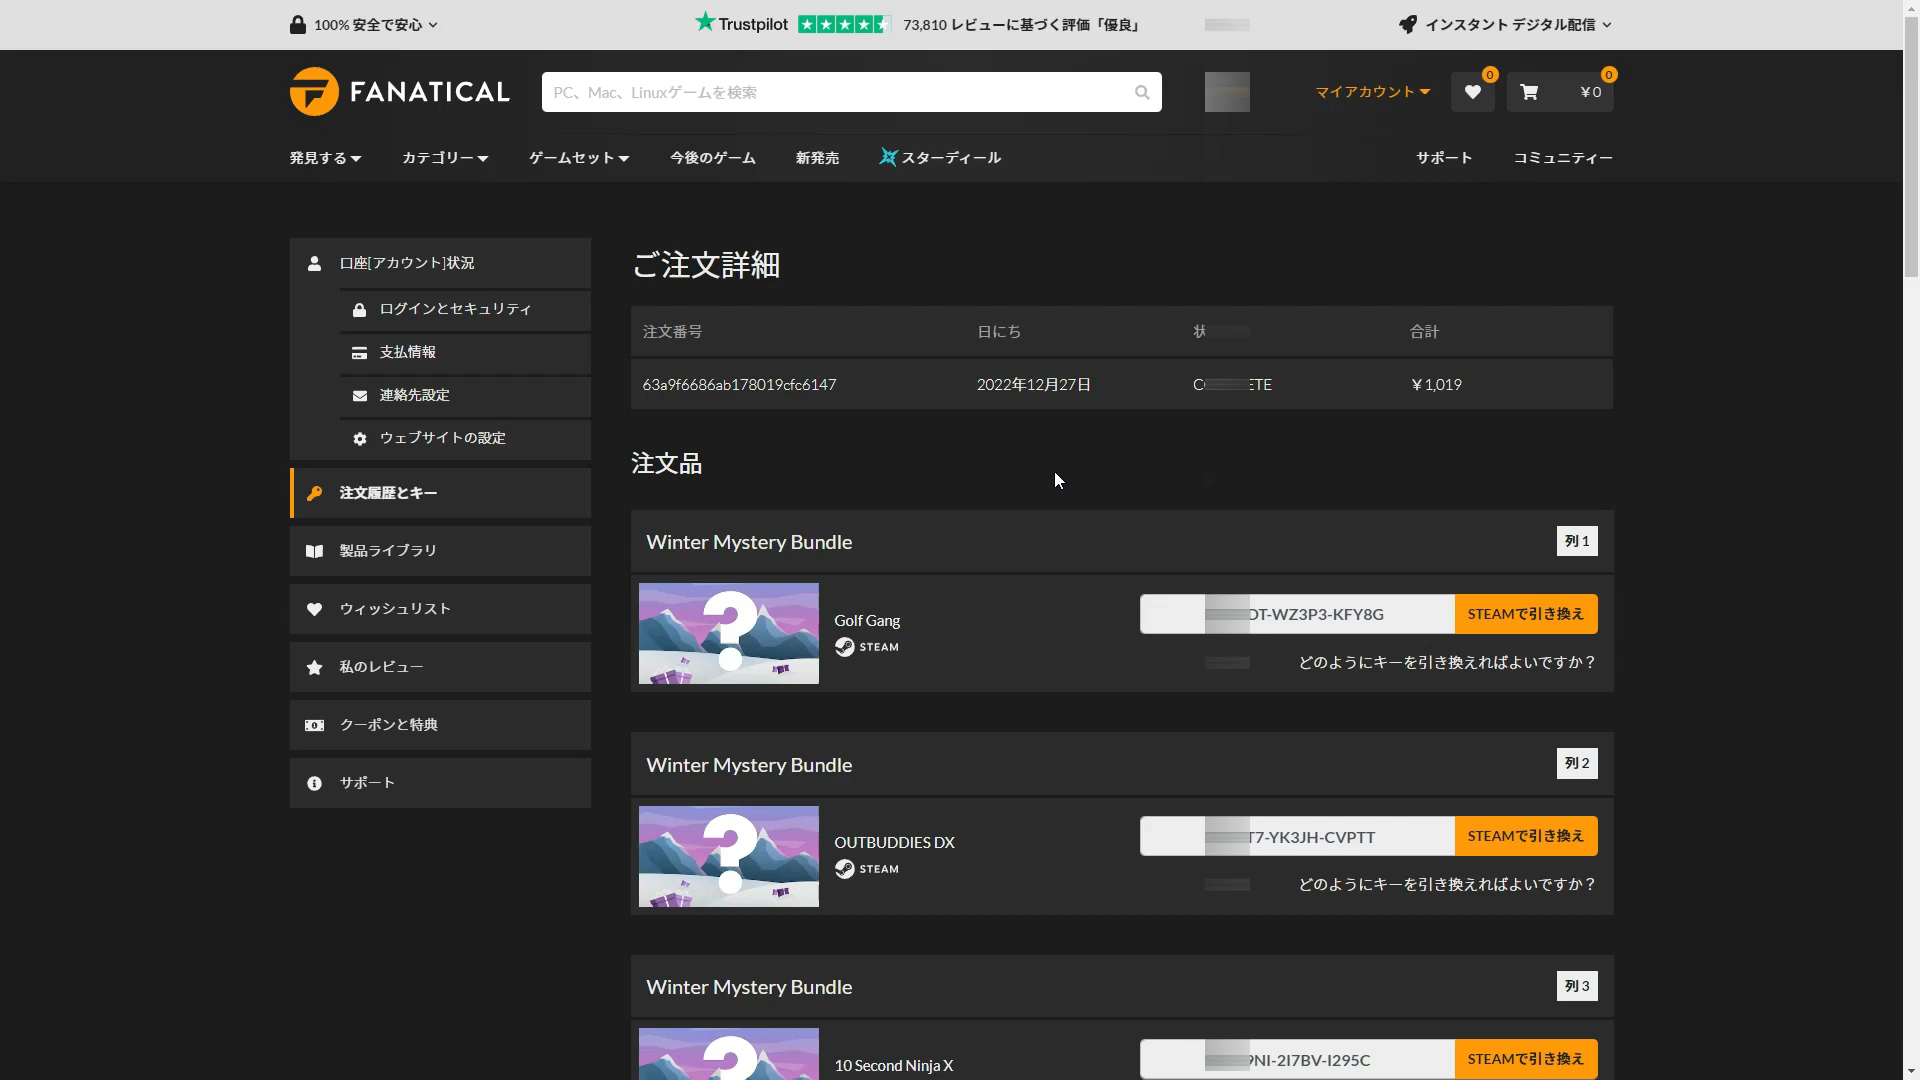 100% 安全で安心
Trustpilot
73,810 レビューに基づく評価「優良」
インスタント デジタル配信
FANATICAL
PC、Mac、Linuxゲームを検索
マイアカウント
0
0
¥0
発見する
カテゴリー
ゲームセット
今後のゲーム
新発売
スターディール
サポート
コミュニティー
口座[アカウント]状況
ログインとセキュリティ
支払情報
連絡先設定
ウェブサイトの設定
注文履歴とキー
製品ライブラリ
ウィッシュリスト
私のレビュー
クーポンと特典
サポート
ご注文詳細
注文番号 日にち 状 合計
63a9f6686ab178019cfc6147 2022年12月27日 C ETE ¥1,019
注文品
Winter Mystery Bundle
列 1
Golf Gang
STEAM
DT-WZ3P3-KFY8G
STEAMで引き換え
どのようにキーを引き換えればよいですか？
Winter Mystery Bundle
列 2
OUTBUDDIES DX
STEAM
T7-YK3JH-CVPTT
STEAMで引き換え
どのようにキーを引き換えればよいですか？
Winter Mystery Bundle
列 3
10 Second Ninja X
9NI-2I7BV-I295C
STEAMで引き換え